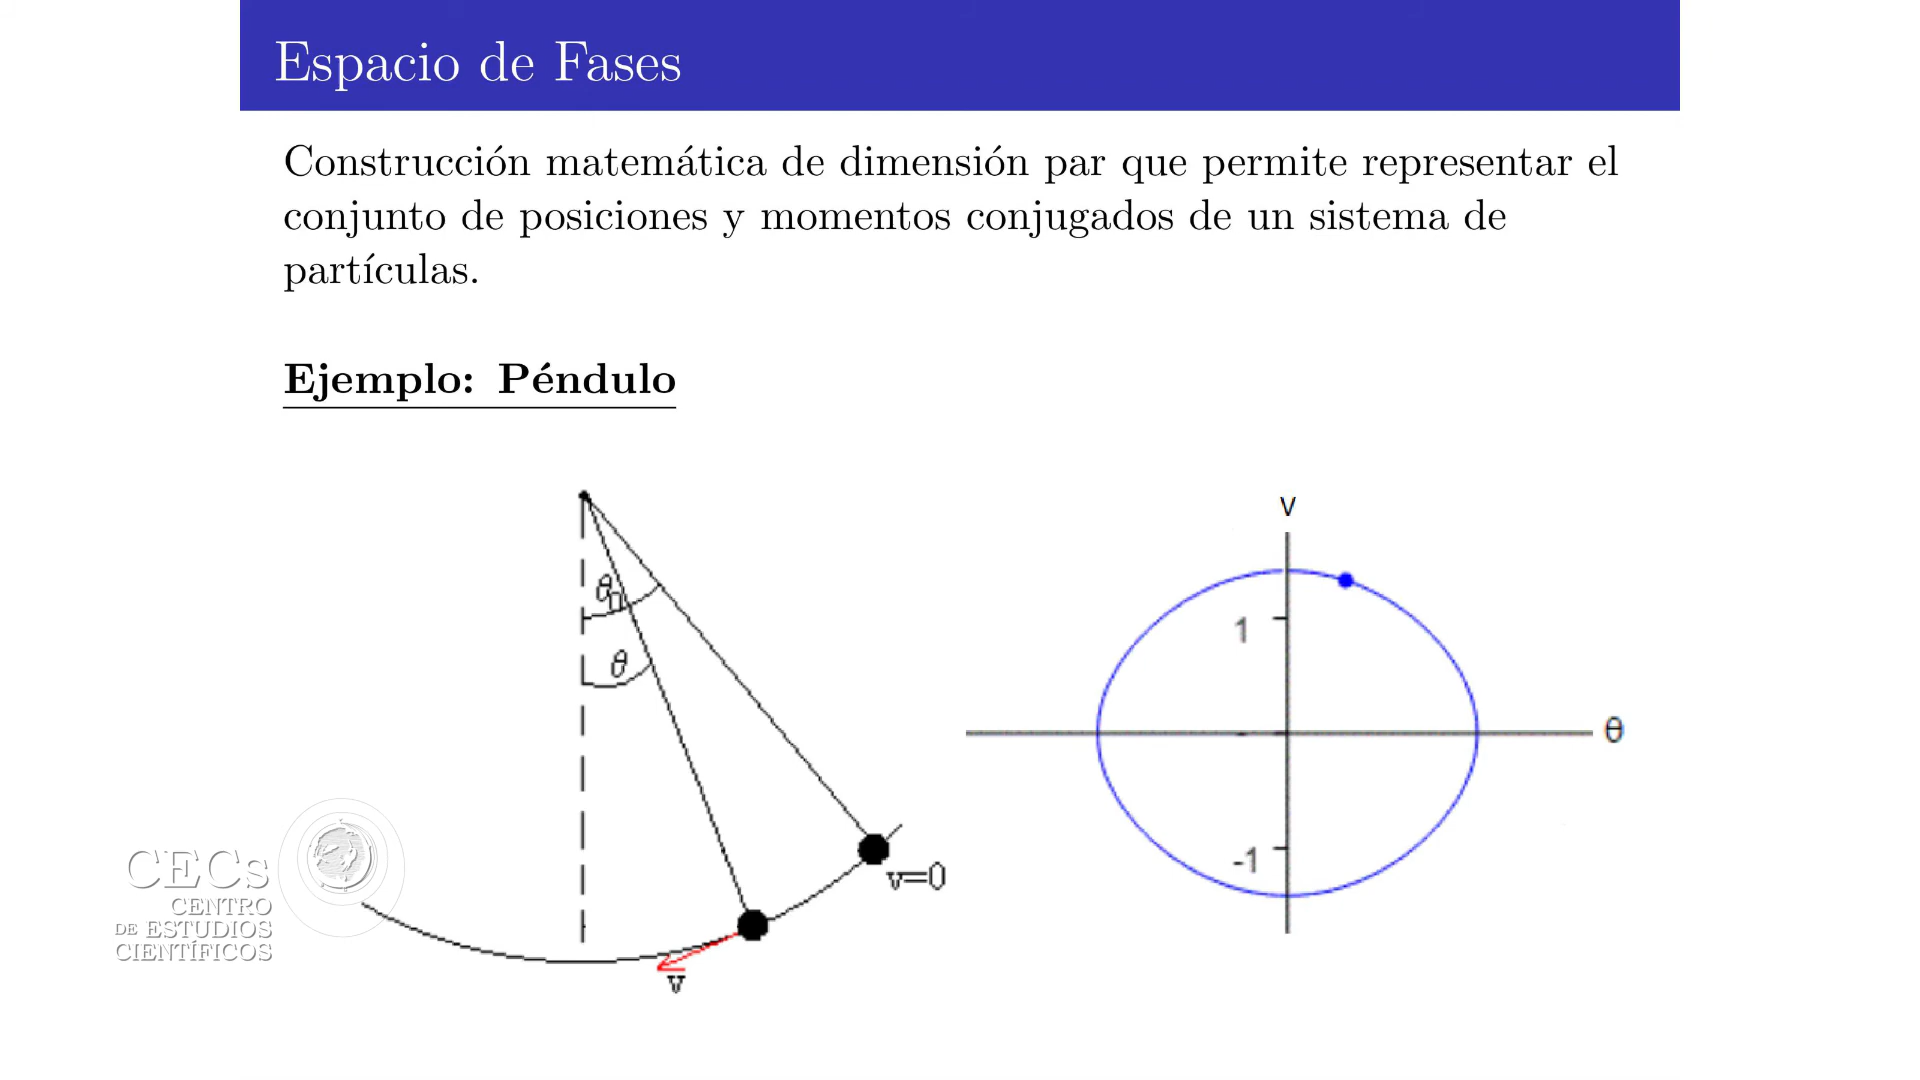 Espacio de Fases
Construcción matemática de dimensión par que permite representar el
conjunto de posiciones y momentos conjugados de un sistema de
partículas.
Ejemplo: Péndulo
θ₀
θ
v=0
v
v
1
θ
-1
CECs
CENTRO
DE ESTUDIOS
CIENTÍFICOS